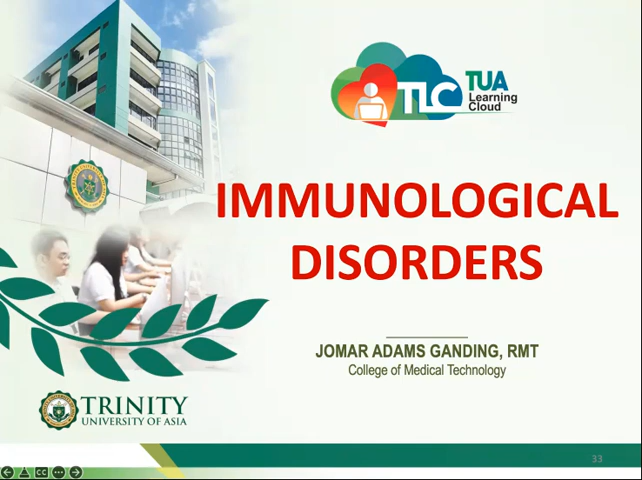 TLC
TUA
Learning
Cloud
IMMUNOLOGICAL
DISORDERS
JOMAR ADAMS GANDING, RMT
College of Medical Technology
TRINITY
UNIVERSITY OF ASIA
33
CC